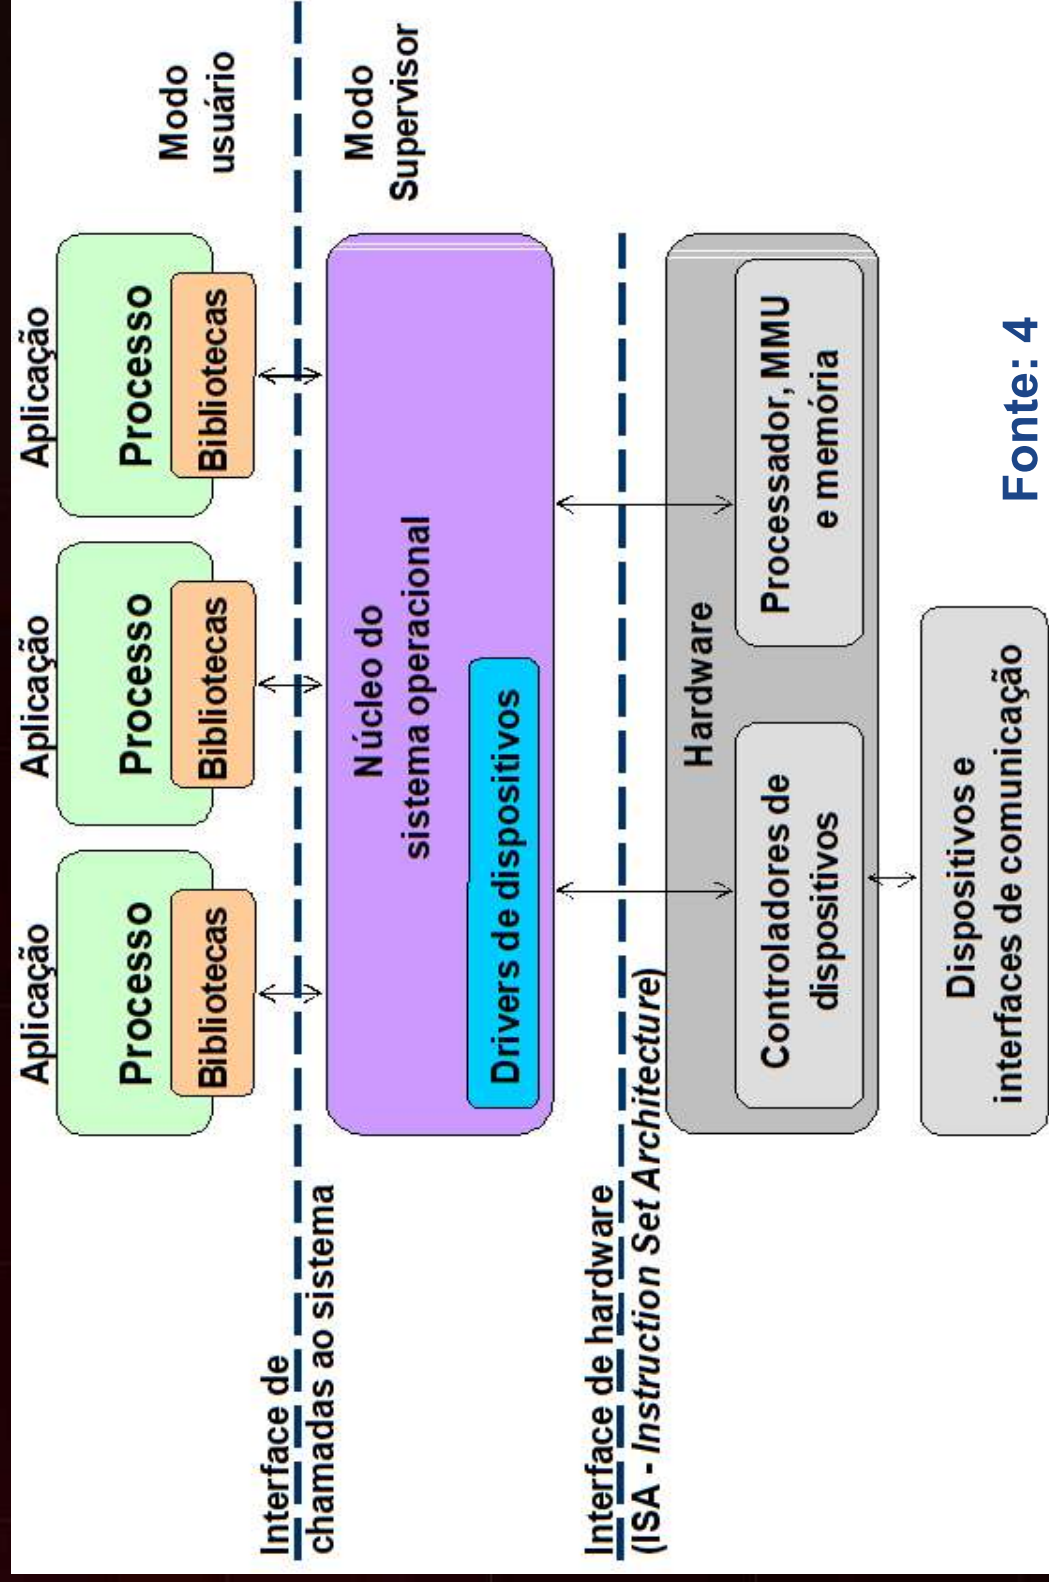 Aplicação
Aplicação
Aplicação
Processo
Processo
Processo
Bibliotecas
Bibliotecas
Bibliotecas
Modo
usuário
Interface de
chamadas ao sistema
Modo
Supervisor
Núcleo do
sistema operacional
Drivers de dispositivos
Interface de hardware
(ISA - Instruction Set Architecture)
Hardware
Controladores de
dispositivos
Processador, MMU
e memória
Dispositivos e
interfaces de comunicação
Fonte: 4